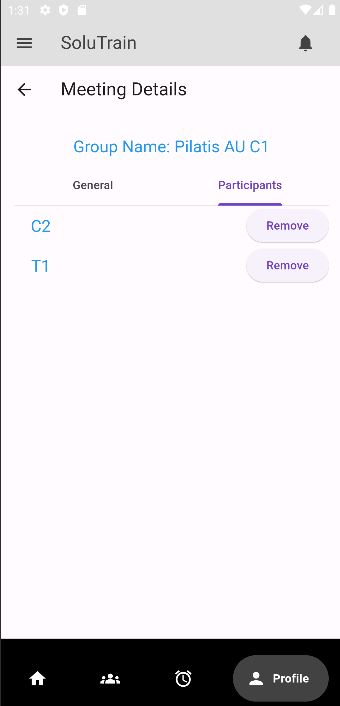 1:31
SoluTrain
Meeting Details
Group Name: Pilatis AU C1
General Participants
C2 Remove
T1 Remove
Profile